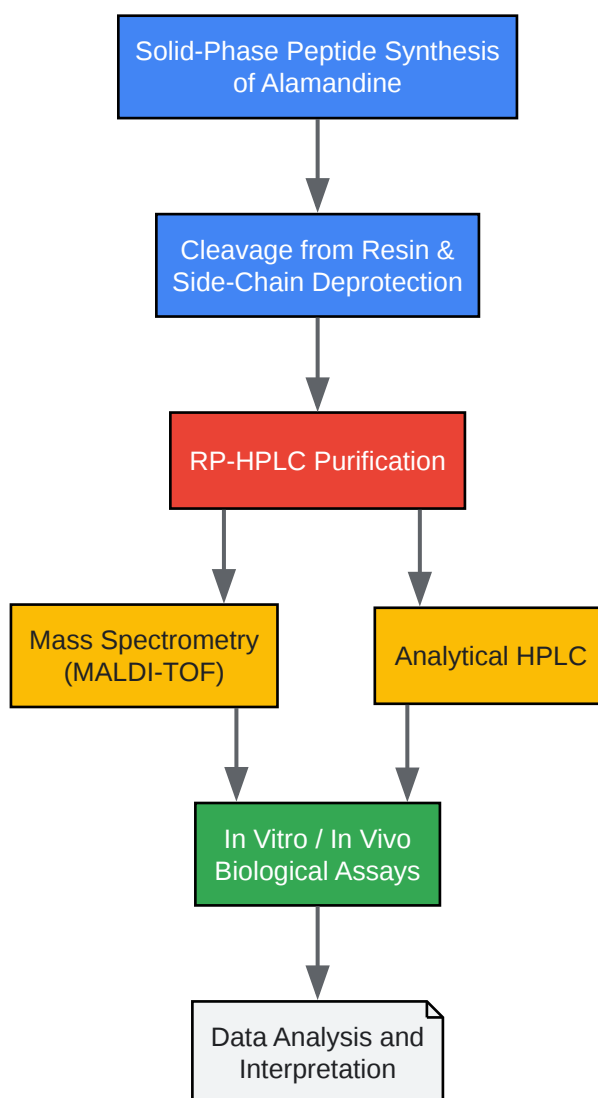 Solid-Phase Peptide Synthesis
of Alamandine
Cleavage from Resin &
Side-Chain Deprotection
RP-HPLC Purification
Mass Spectrometry
(MALDI-TOF)
Analytical HPLC
In Vitro / In Vivo
Biological Assays
Data Analysis and
Interpretation